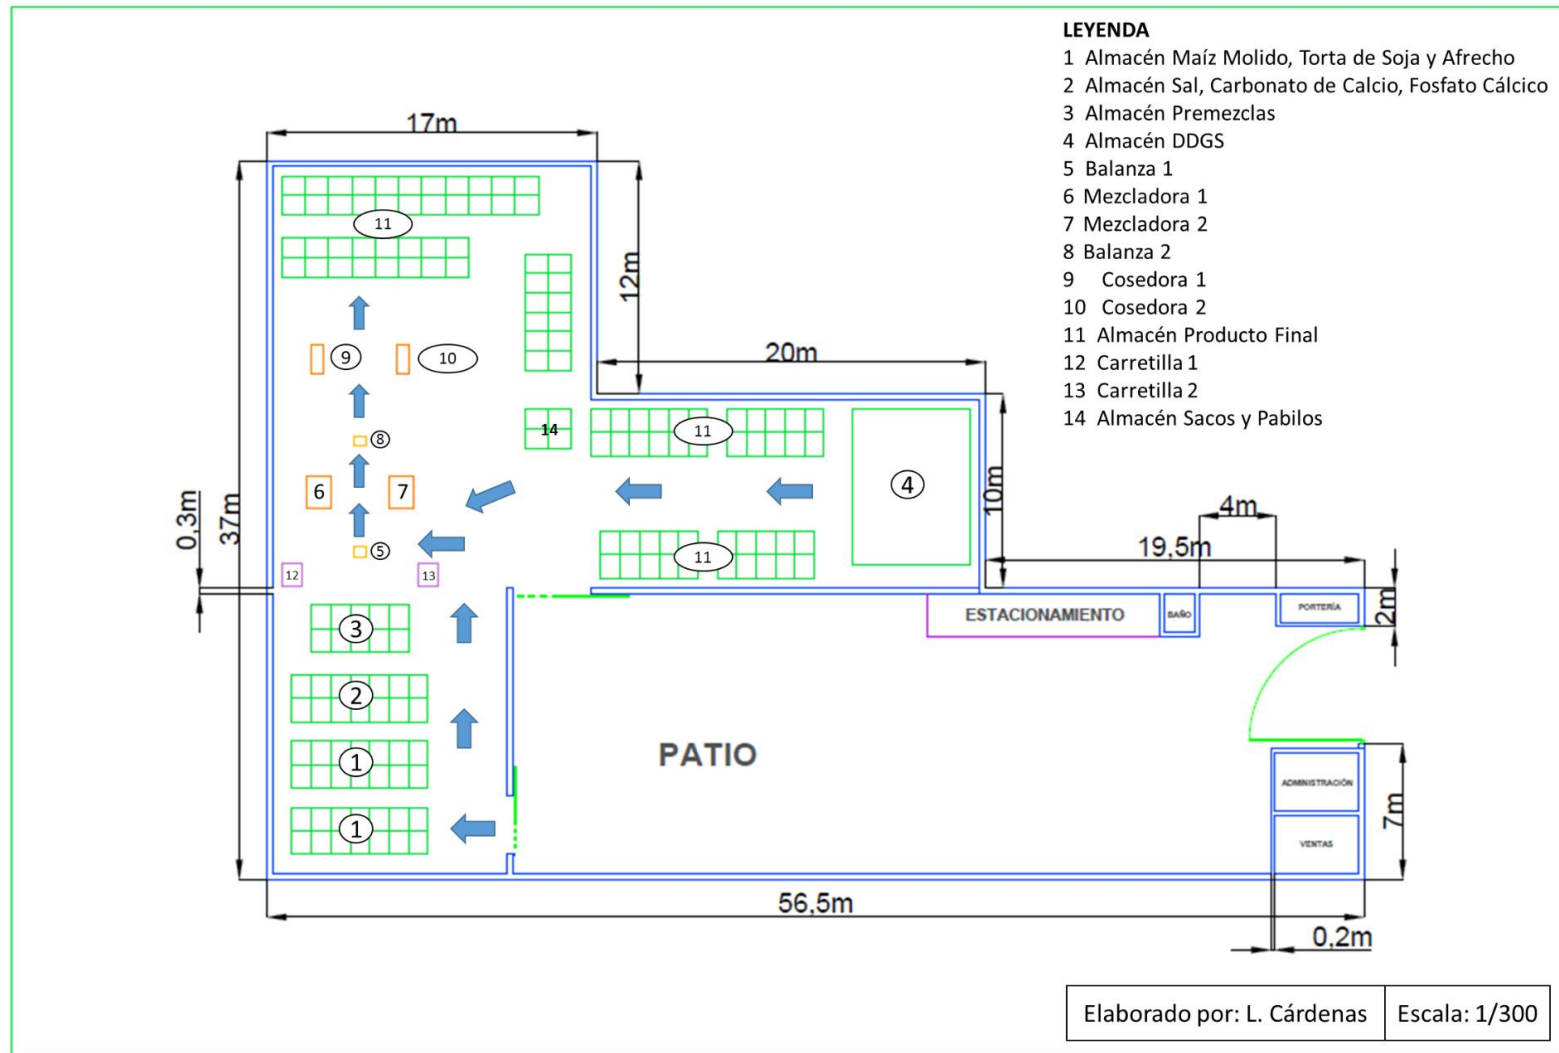 LEYENDA
1 Almacén Maíz Molido, Torta de Soja y Afrecho
2 Almacén Sal, Carbonato de Calcio, Fosfato Cálcico
3 Almacén Premezclas
4 Almacén DDGS
5 Balanza 1
6 Mezcladora 1
7 Mezcladora 2
8 Balanza 2
9 Cosedora 1
10 Cosedora 2
11 Almacén Producto Final
12 Carretilla 1
13 Carretilla 2
14 Almacén Sacos y Pabilos
17m
11
12m
9
10
20m
14
11
8
4
10m
6
7
0,3m
37m
4m
19,5m
5
11
12
13
ESTACIONAMIENTO
BAÑO
PORTERÍA
2m
3
2
PATIO
1
ADMINISTRACIÓN
7m
1
VENTAS
56,5m
0,2m
Elaborado por: L. Cárdenas
Escala: 1/300